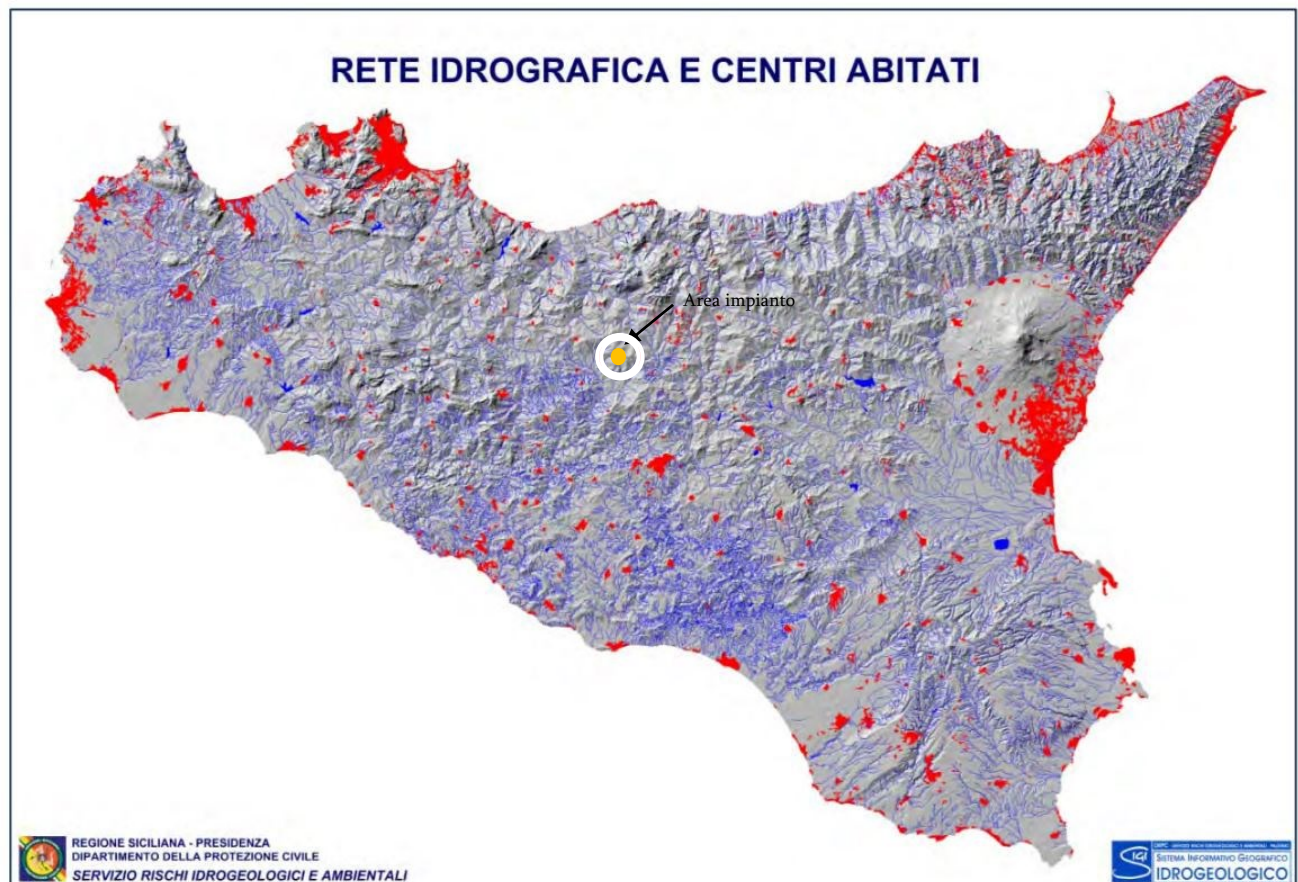 RETE IDROGRAFICA E CENTRI ABITATI
Area impianto
REGIONE SICILIANA - PRESIDENZA
DIPARTIMENTO DELLA PROTEZIONE CIVILE
SERVIZIO RISCHI IDROGEOLOGICI E AMBIENTALI
SIGI
SISTEMA INFORMATIVO GEOGRAFICO
IDROGEOLOGICO